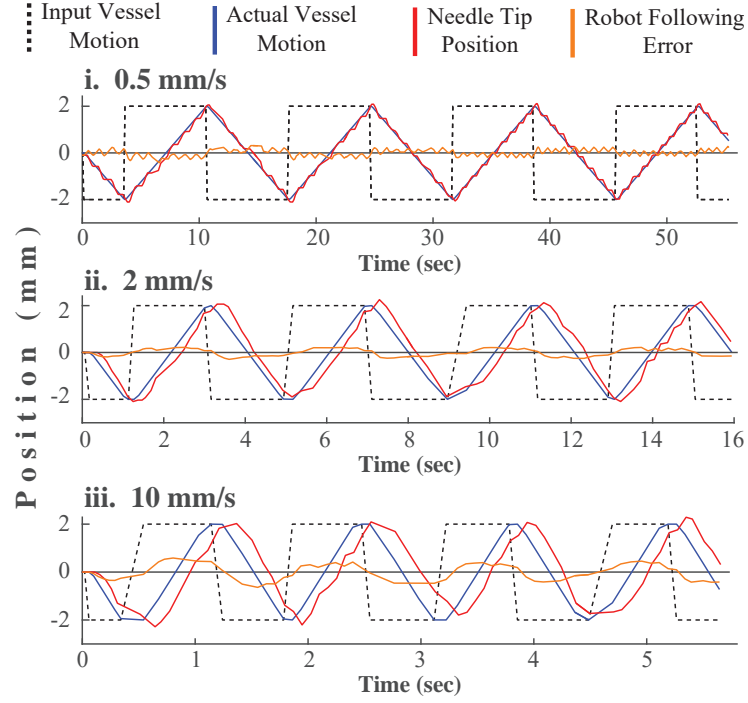 Input Vessel Motion
Actual Vessel Motion
Needle Tip Position
Robot Following Error
Position (mm)
i. 0.5 mm/s
2
0
-2
0 10 20 30 40 50
Time (sec)
ii. 2 mm/s
2
0
-2
0 2 4 6 8 10 12 14 16
Time (sec)
iii. 10 mm/s
2
0
-2
0 1 2 3 4 5
Time (sec)